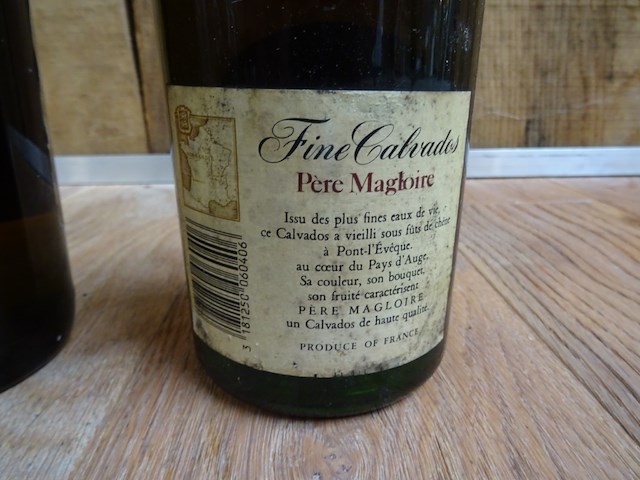 Fine Calvados
Père Magloire
Issu des plus fines eaux de vie,
ce Calvados a vieilli sous fûts de chêne
à Pont-l'Évêque,
au cœur du Pays d'Auge,
Sa couleur, son bouquet,
son fruité caractérisent
PÈRE MAGLOIRE
un Calvados de haute qualité.
PRODUCE OF FRANCE
3 181250 060406